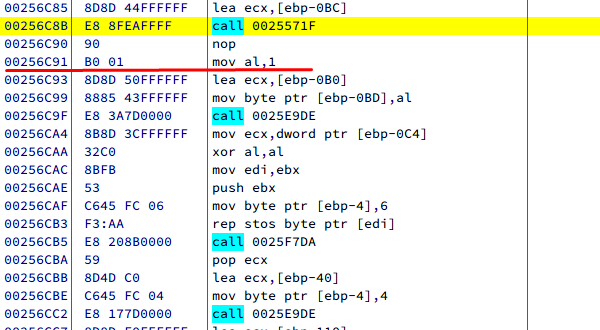 00256C85 8D8D 44FFFFFF lea ecx,[ebp-0BC]
00256C8B E8 8FEAFFFF call 0025571F
00256C90 90 nop
00256C91 B0 01 mov al,1
00256C93 8D8D 50FFFFFF lea ecx,[ebp-0B0]
00256C99 8885 43FFFFFF mov byte ptr [ebp-0BD],al
00256C9F E8 3A7D0000 call 0025E9DE
00256CA4 8B8D 3CFFFFFF mov ecx,dword ptr [ebp-0C4]
00256CAA 32C0 xor al,al
00256CAC 8BFB mov edi,ebx
00256CAE 53 push ebx
00256CAF C645 FC 06 mov byte ptr [ebp-4],6
00256CB3 F3:AA rep stos byte ptr [edi]
00256CB5 E8 208B0000 call 0025F7DA
00256CBA 59 pop ecx
00256CBB 8D4D C0 lea ecx,[ebp-40]
00256CBE C645 FC 04 mov byte ptr [ebp-4],4
00256CC2 E8 177D0000 call 0025E9DE